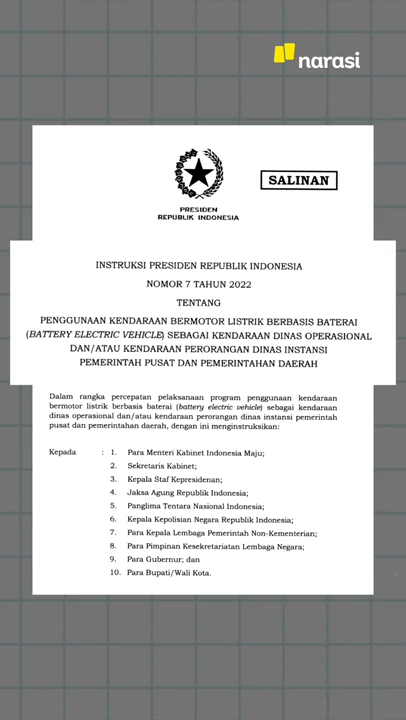 narasi
SALINAN
PRESIDEN
REPUBLIK INDONESIA
INSTRUKSI PRESIDEN REPUBLIK INDONESIA
NOMOR 7 TAHUN 2022
TENTANG
PENGGUNAAN KENDARAAN BERMOTOR LISTRIK BERBASIS BATERAI
(BATTERY ELECTRIC VEHICLE) SEBAGAI KENDARAAN DINAS OPERASIONAL
DAN/ATAU KENDARAAN PERORANGAN DINAS INSTANSI
PEMERINTAH PUSAT DAN PEMERINTAHAN DAERAH
Dalam rangka percepatan pelaksanaan program penggunaan kendaraan
bermotor listrik berbasis baterai (battery electric vehicle) sebagai kendaraan
dinas operasional dan/atau kendaraan perorangan dinas instansi pemerintah
pusat dan pemerintahan daerah, dengan ini menginstruksikan:
Kepada : 1. Para Menteri Kabinet Indonesia Maju;
2. Sekretaris Kabinet;
3. Kepala Staf Kepresidenan;
4. Jaksa Agung Republik Indonesia;
5. Panglima Tentara Nasional Indonesia;
6. Kepala Kepolisian Negara Republik Indonesia;
7. Para Kepala Lembaga Pemerintah Non-Kementerian;
8. Para Pimpinan Kesekretariatan Lembaga Negara;
9. Para Gubernur; dan
10. Para Bupati/Wali Kota.